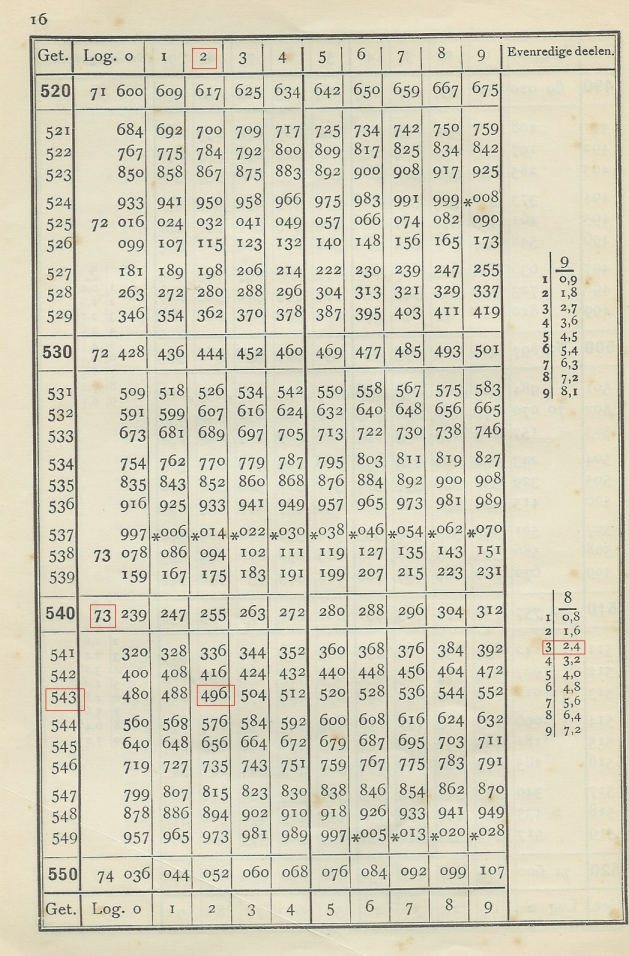 16
Get. Log. 0 1 2 3 4 5 6 7 8 9 Evenredige deelen.
520 71 600 609 617 625 634 642 650 659 667 675
521 684 692 700 709 717 725 734 742 750 759
522 767 775 784 792 800 809 817 825 834 842
523 850 858 867 875 883 892 900 908 917 925
524 933 941 950 958 966 975 983 991 999 *008
525 72 016 024 032 041 049 057 066 074 082 090
526 099 107 115 123 132 140 148 156 165 173
527 181 189 198 206 214 222 230 239 247 255
528 263 272 280 288 296 304 313 321 329 337
529 346 354 362 370 378 387 395 403 411 419
530 72 428 436 444 452 460 469 477 485 493 501
531 509 518 526 534 542 550 558 567 575 583
532 591 599 607 616 624 632 640 648 656 665
533 673 681 689 697 705 713 722 730 738 746
534 754 762 770 779 787 795 803 811 819 827
535 835 843 852 860 868 876 884 892 900 908
536 916 925 933 941 949 957 965 973 981 989
537 997 *006 *014 *022 *030 *038 *046 *054 *062 *070
538 73 078 086 094 102 111 119 127 135 143 151
539 159 167 175 183 191 199 207 215 223 231
540 73 239 247 255 263 272 280 288 296 304 312
541 320 328 336 344 352 360 368 376 384 392
542 400 408 416 424 432 440 448 456 464 472
543 480 488 496 504 512 520 528 536 544 552
544 560 568 576 584 592 600 608 616 624 632
545 640 648 656 664 672 679 687 695 703 711
546 719 727 735 743 751 759 767 775 783 791
547 799 807 815 823 830 838 846 854 862 870
548 878 886 894 902 910 918 926 933 941 949
549 957 965 973 981 989 997 *005 *013 *020 *028
550 74 036 044 052 060 068 076 084 092 099 107
Get. Log. 0 1 2 3 4 5 6 7 8 9
9
1 0,9
2 1,8
3 2,7
4 3,6
5 4,5
6 5,4
7 6,3
8 7,2
9 8,1
8
1 0,8
2 1,6
3 2,4
4 3,2
5 4,0
6 4,8
7 5,6
8 6,4
9 7,2